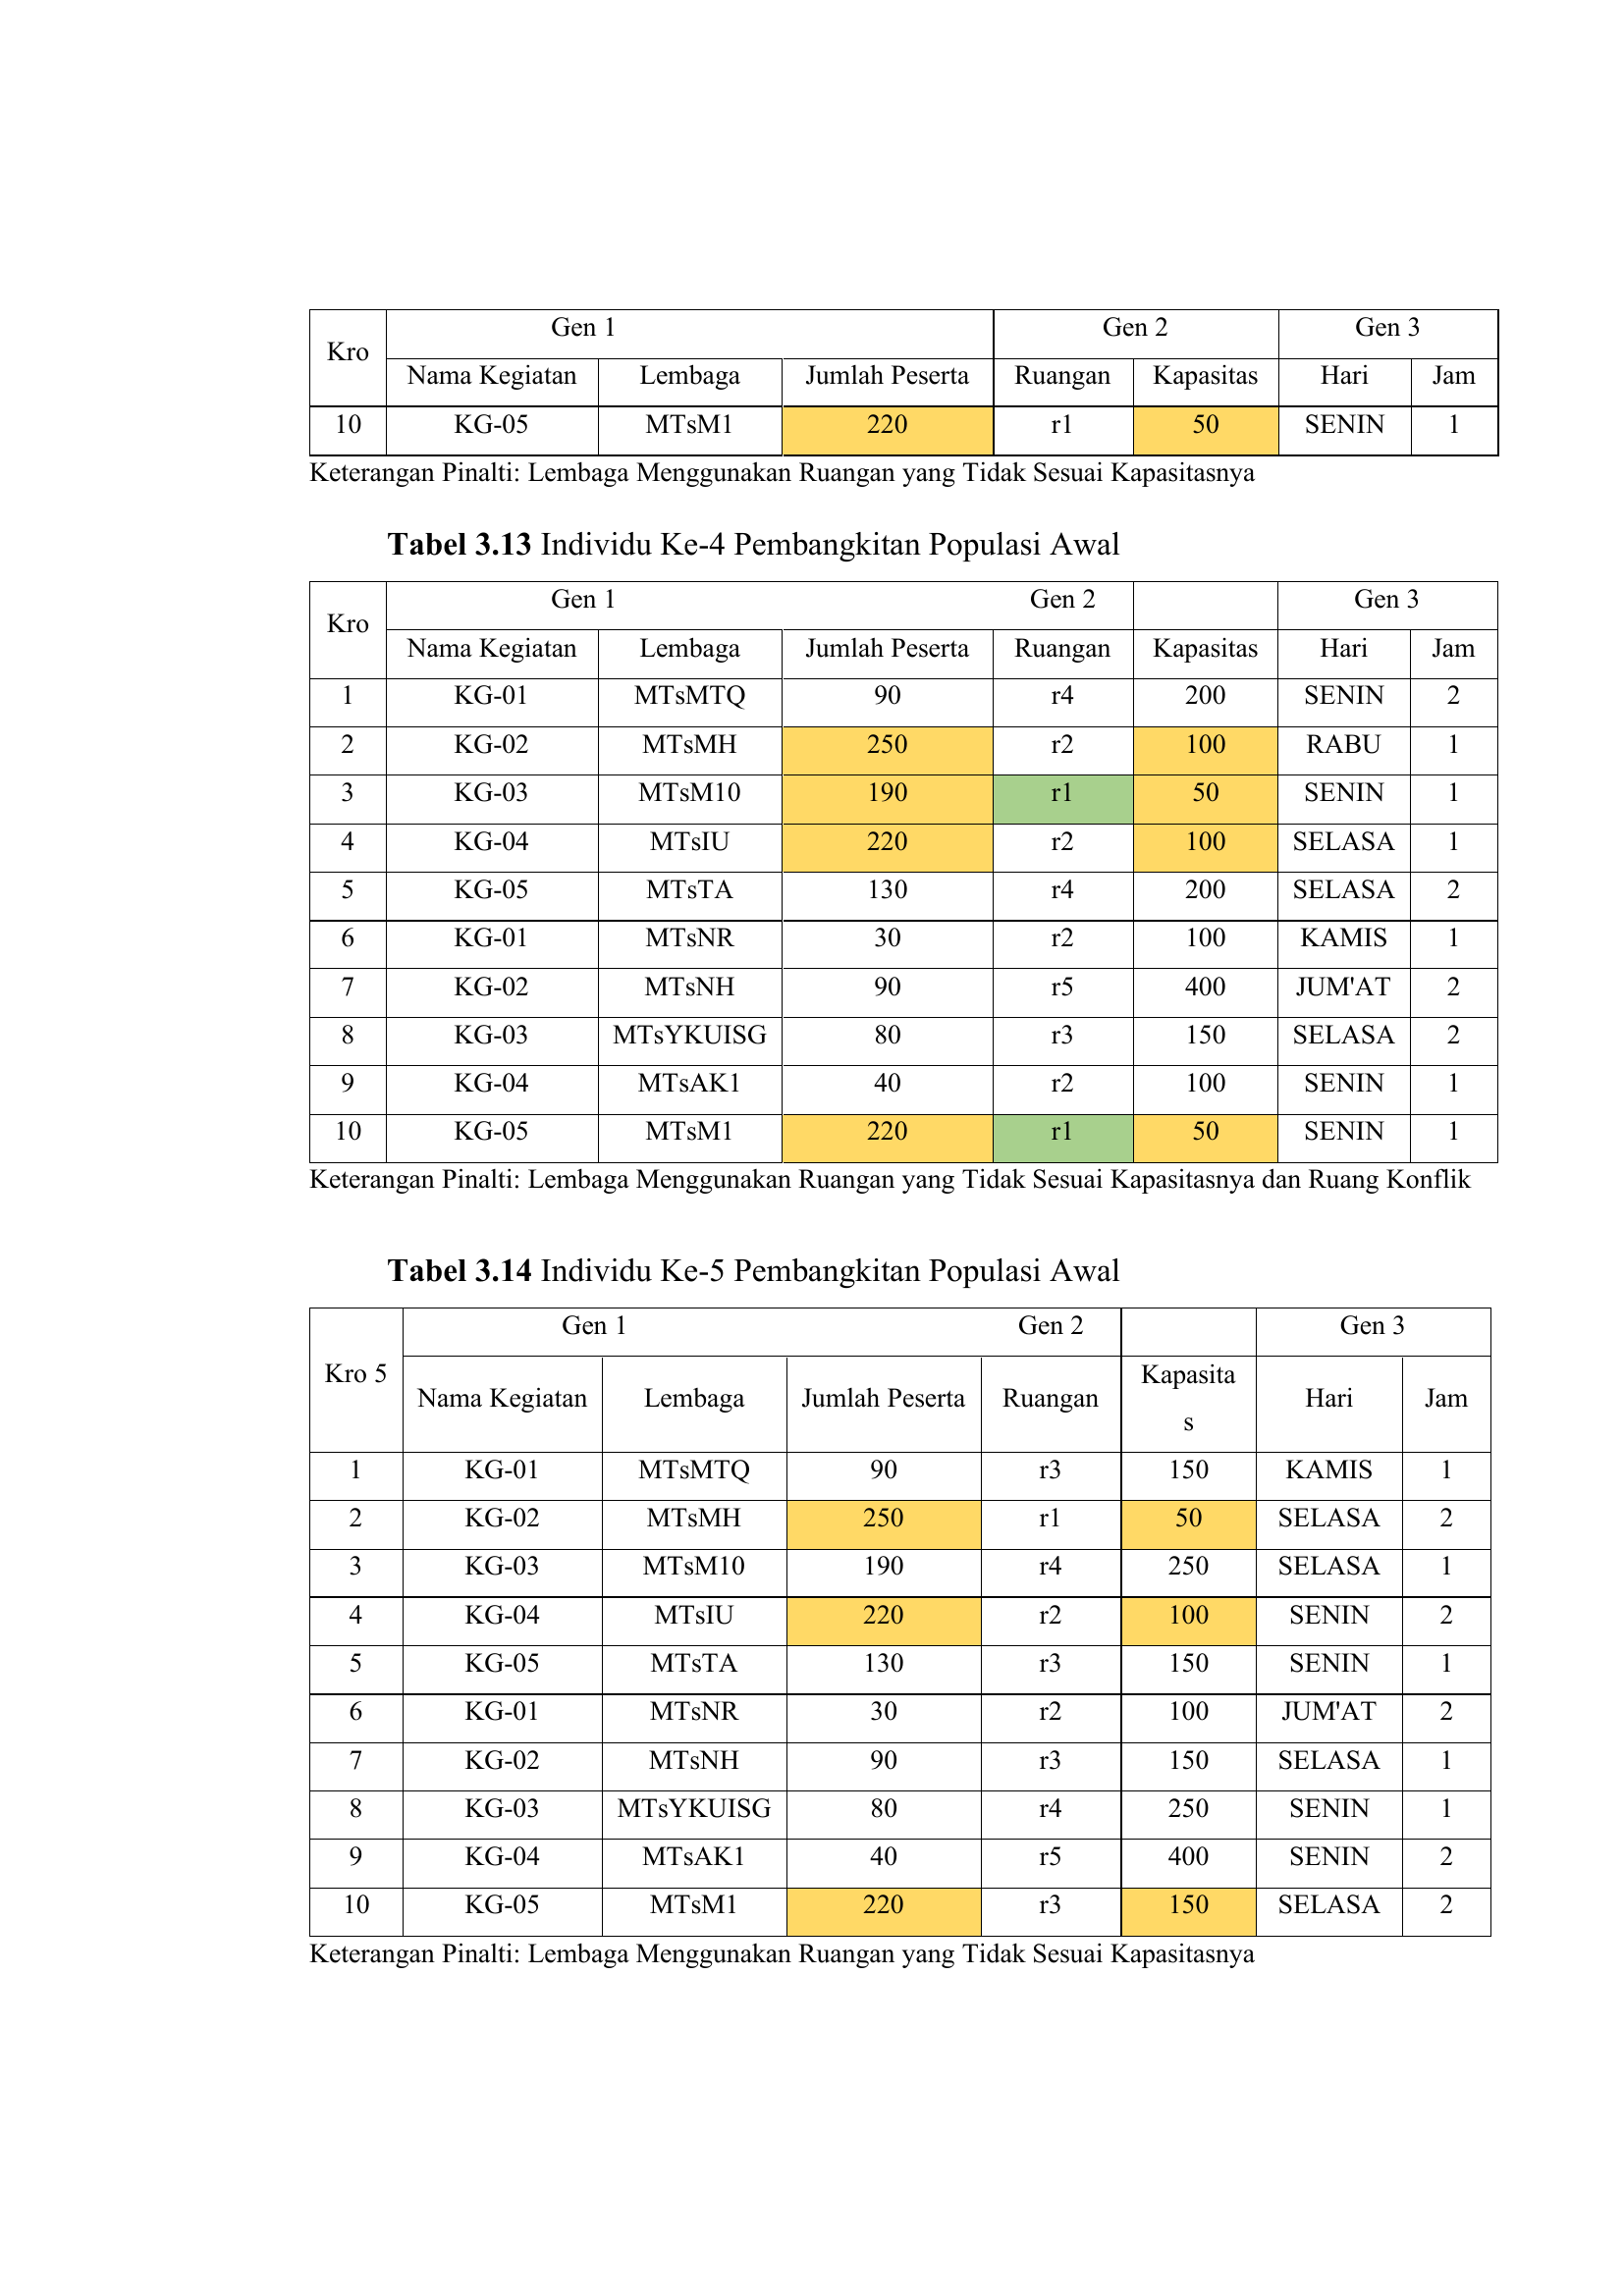 Kro Gen 1 Gen 2 Gen 3
Nama Kegiatan Lembaga Jumlah Peserta Ruangan Kapasitas Hari Jam
10 KG-05 MTsM1 220 r1 50 SENIN 1
Keterangan Pinalti: Lembaga Menggunakan Ruangan yang Tidak Sesuai Kapasitasnya
Tabel 3.13 Individu Ke-4 Pembangkitan Populasi Awal
Kro Gen 1 Gen 2 Gen 3
Nama Kegiatan Lembaga Jumlah Peserta Ruangan Kapasitas Hari Jam
1 KG-01 MTsMTQ 90 r4 200 SENIN 2
2 KG-02 MTsMH 250 r2 100 RABU 1
3 KG-03 MTsM10 190 r1 50 SENIN 1
4 KG-04 MTsIU 220 r2 100 SELASA 1
5 KG-05 MTsTA 130 r4 200 SELASA 2
6 KG-01 MTsNR 30 r2 100 KAMIS 1
7 KG-02 MTsNH 90 r5 400 JUM'AT 2
8 KG-03 MTsYKUISG 80 r3 150 SELASA 2
9 KG-04 MTsAK1 40 r2 100 SENIN 1
10 KG-05 MTsM1 220 r1 50 SENIN 1
Keterangan Pinalti: Lembaga Menggunakan Ruangan yang Tidak Sesuai Kapasitasnya dan Ruang Konflik
Tabel 3.14 Individu Ke-5 Pembangkitan Populasi Awal
Kro 5 Gen 1 Gen 2 Gen 3
Nama Kegiatan Lembaga Jumlah Peserta Ruangan Kapasita
s Hari Jam
1 KG-01 MTsMTQ 90 r3 150 KAMIS 1
2 KG-02 MTsMH 250 r1 50 SELASA 2
3 KG-03 MTsM10 190 r4 250 SELASA 1
4 KG-04 MTsIU 220 r2 100 SENIN 2
5 KG-05 MTsTA 130 r3 150 SENIN 1
6 KG-01 MTsNR 30 r2 100 JUM'AT 2
7 KG-02 MTsNH 90 r3 150 SELASA 1
8 KG-03 MTsYKUISG 80 r4 250 SENIN 1
9 KG-04 MTsAK1 40 r5 400 SENIN 2
10 KG-05 MTsM1 220 r3 150 SELASA 2
Keterangan Pinalti: Lembaga Menggunakan Ruangan yang Tidak Sesuai Kapasitasnya